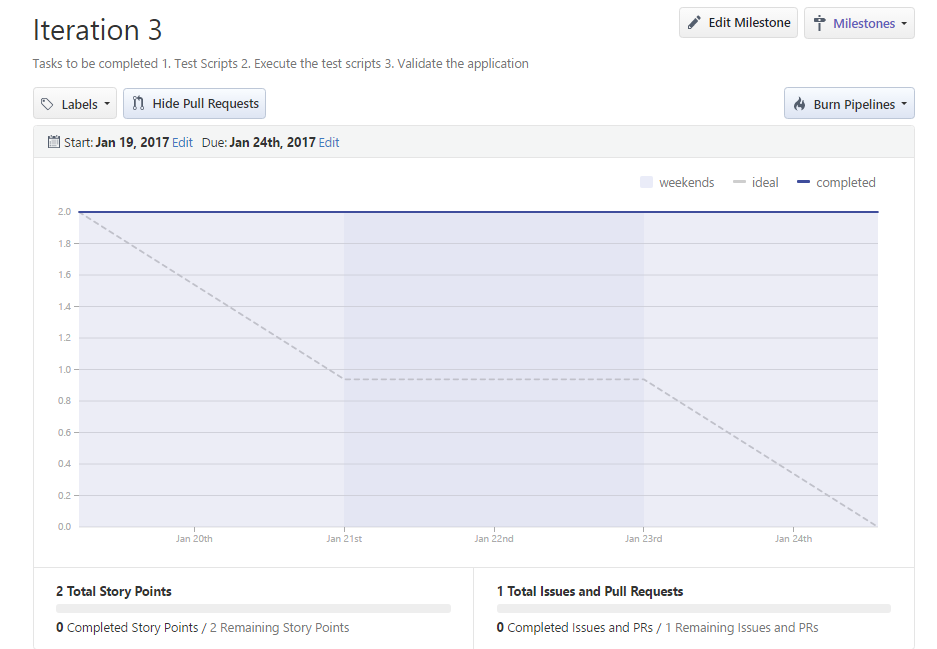 Iteration 3
Edit Milestone
Milestones
Tasks to be completed 1. Test Scripts 2. Execute the test scripts 3. Validate the application
Labels
Hide Pull Requests
Burn Pipelines
Start: Jan 19, 2017 Edit Due: Jan 24th, 2017 Edit
weekends ideal completed
2.0
1.8
1.6
1.4
1.2
1.0
0.8
0.6
0.4
0.2
0.0
Jan 20th Jan 21st Jan 22nd Jan 23rd Jan 24th
2 Total Story Points
0 Completed Story Points / 2 Remaining Story Points
1 Total Issues and Pull Requests
0 Completed Issues and PRs / 1 Remaining Issues and PRs